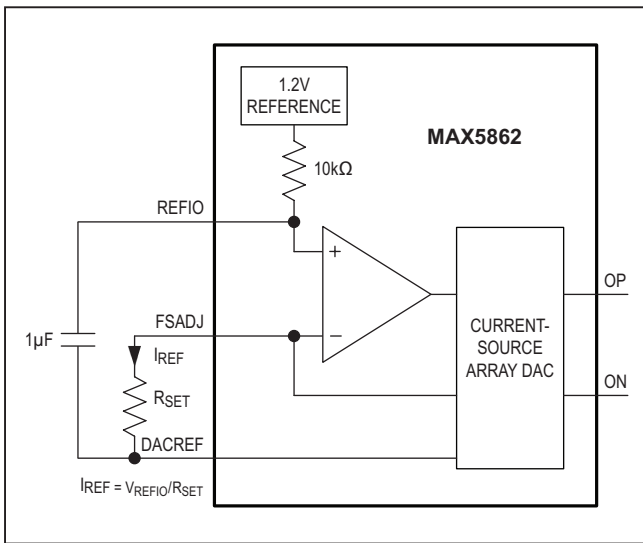 1.2V
REFERENCE
MAX5862
10kΩ
REFIO
+
OP
FSADJ
−
1µF
IREF
CURRENT-
SOURCE
ARRAY DAC
ON
RSET
DACREF
IREF = VREFIO/RSET